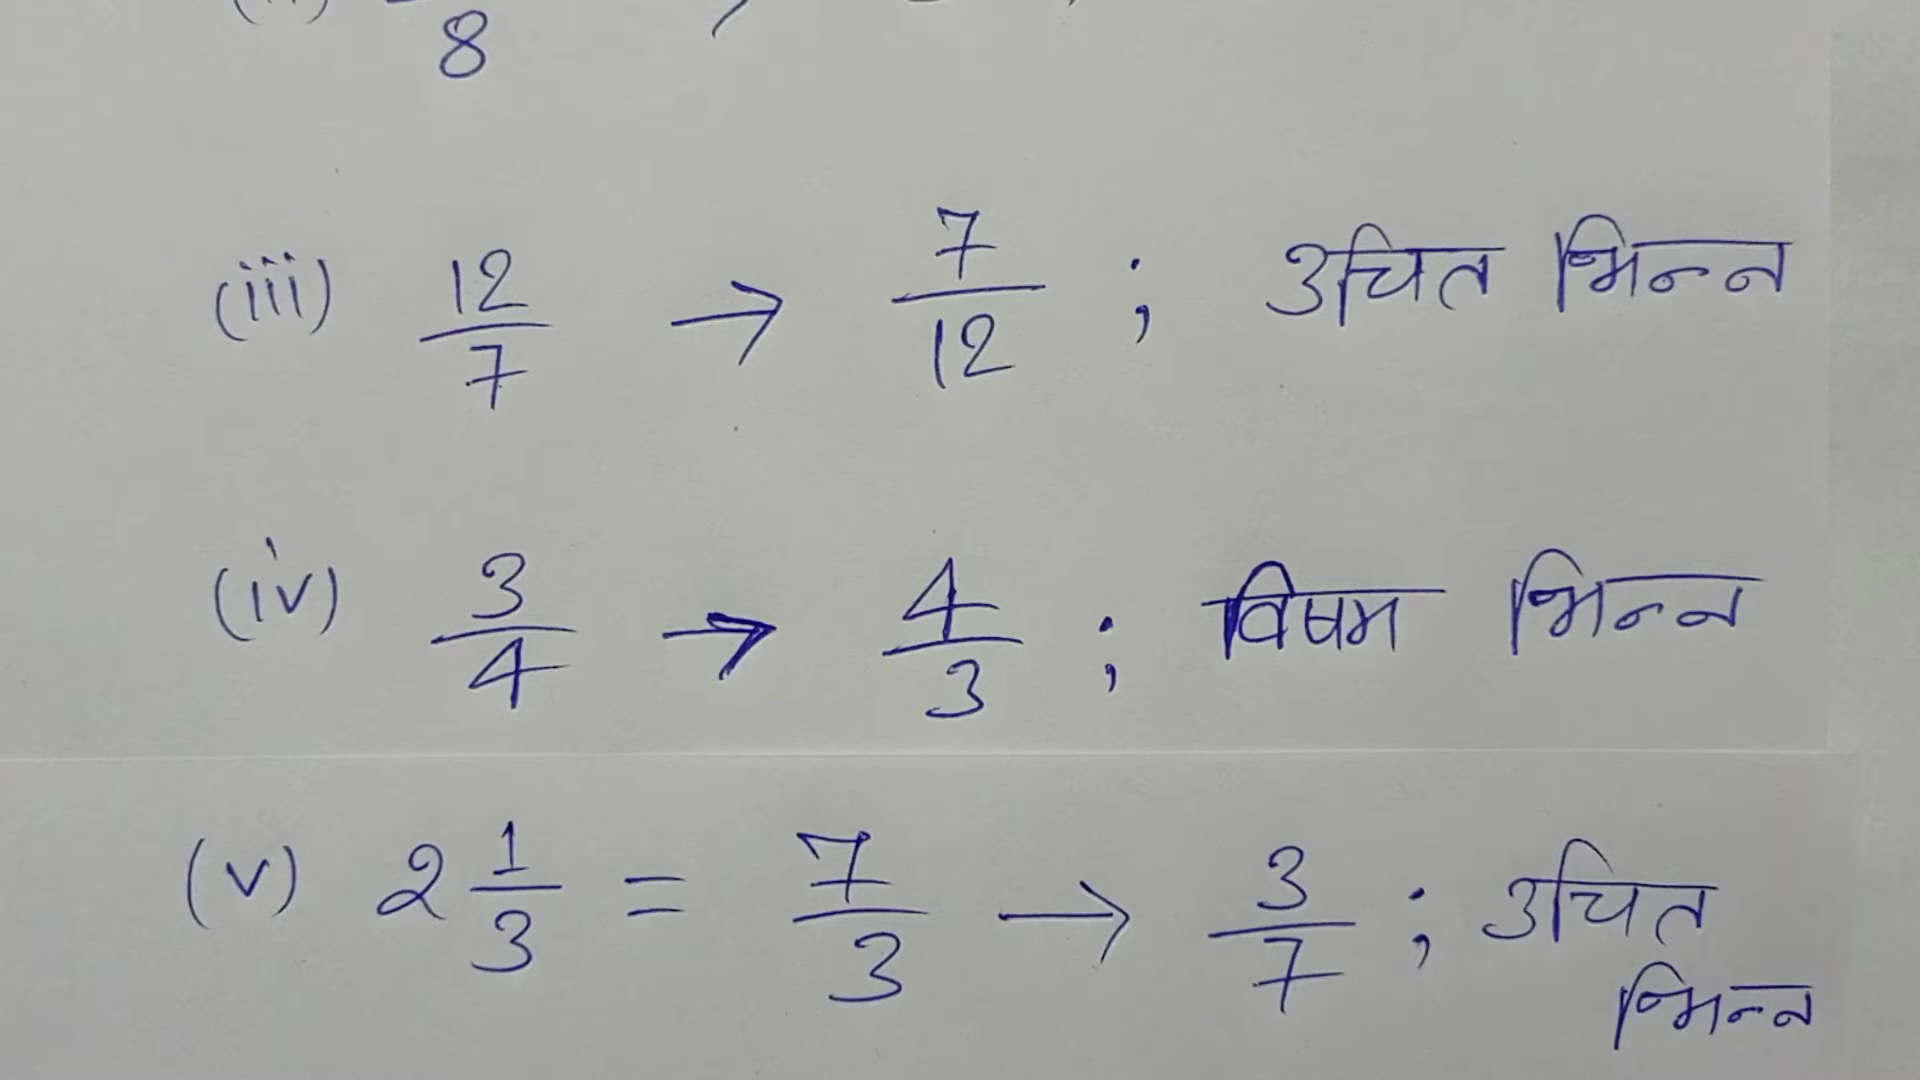 8
(iii) 12/7 → 7/12 ; उचित भिन्न
(iv) 3/4 → 4/3 ; विषम भिन्न
(v) 2 1/3 = 7/3 → 3/7 ; उचित
भिन्न